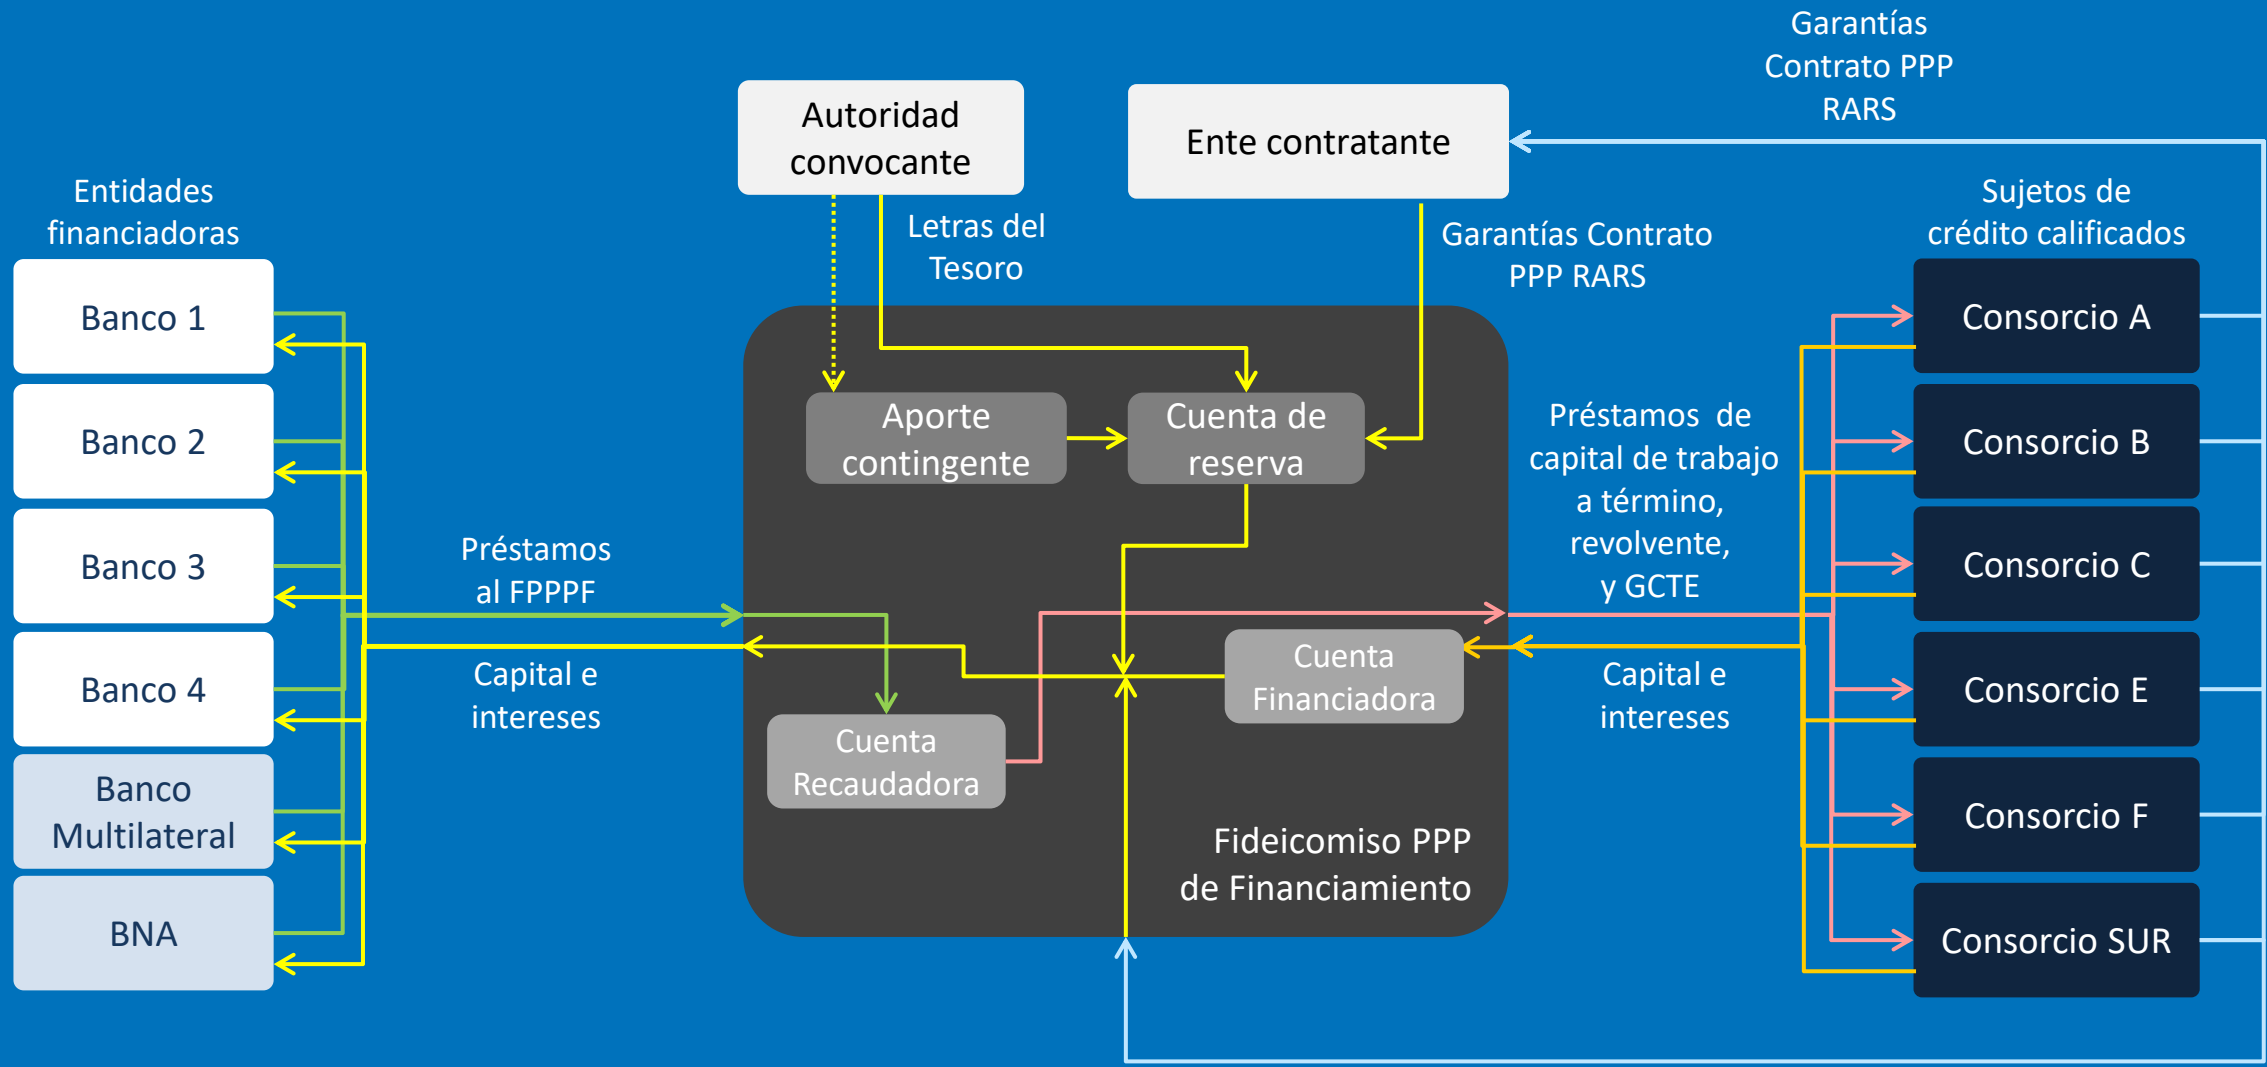 Garantías
Contrato PPP
RARS
Autoridad
convocante
Ente contratante
Entidades
financiadoras
Letras del
Tesoro
Garantías Contrato
PPP RARS
Sujetos de
crédito calificados
Banco 1
Banco 2
Banco 3
Banco 4
Banco
Multilateral
BNA
Préstamos
al FPPPF
Capital e
intereses
Aporte
contingente
Cuenta de
reserva
Cuenta
Financiadora
Cuenta
Recaudadora
Fideicomiso PPP
de Financiamiento
Préstamos de
capital de trabajo
a término,
revolvente,
y GCTE
Capital e
intereses
Consorcio A
Consorcio B
Consorcio C
Consorcio E
Consorcio F
Consorcio SUR